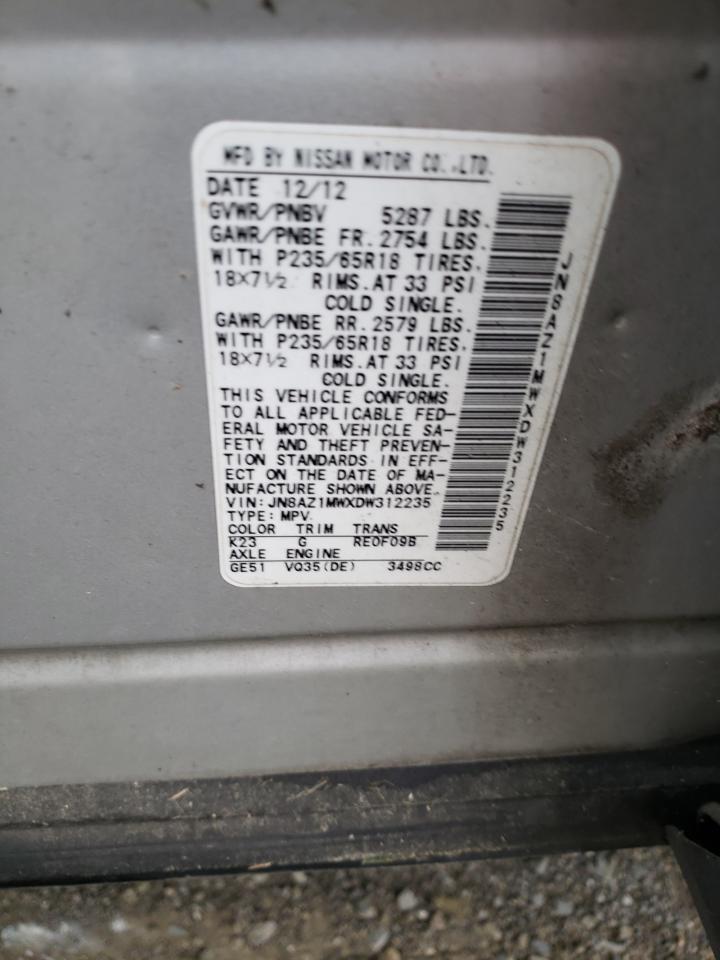 MFD BY NISSAN MOTOR CO.,LTD.
DATE 12/12
GVWR/PNBV 5287 LBS.
GAWR/PNBE FR. 2754 LBS.
WITH P235/65R18 TIRES.
18×7½ RIMS. AT 33 PSI
COLD SINGLE.
GAWR/PNBE RR. 2579 LBS.
WITH P235/65R18 TIRES.
18×7½ RIMS. AT 33 PSI
COLD SINGLE.
THIS VEHICLE CONFORMS
TO ALL APPLICABLE FED-
ERAL MOTOR VEHICLE SA-
FETY AND THEFT PREVEN-
TION STANDARDS IN EFF-
ECT ON THE DATE OF MA-
NUFACTURE SHOWN ABOVE.
VIN: JN8AZ1MWXDW312235
TYPE: MPV.
COLOR TRIM TRANS
K23 G RE0F09B
AXLE ENGINE
GE51 VQ35(DE) 3498CC
JN8AZ1MWXDW312235